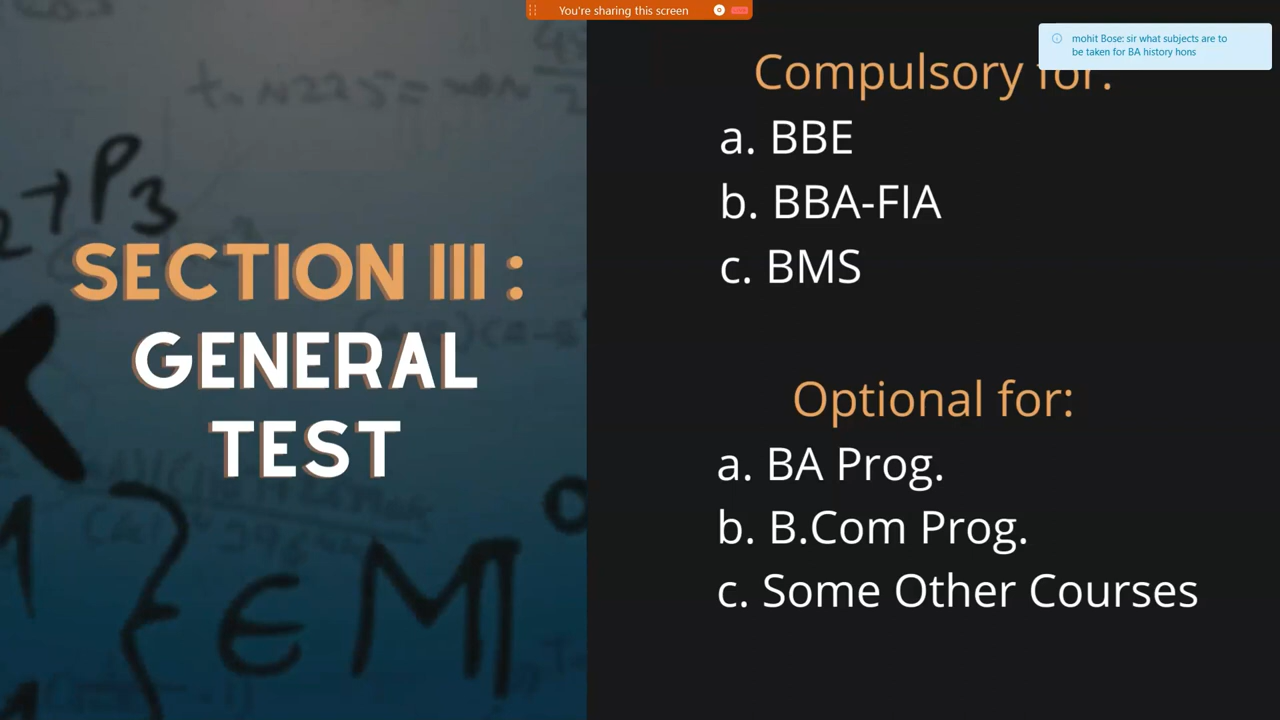 You're sharing this screen
mohit Bose: sir what subjects are to
be taken for BA history hons
SECTION III :
GENERAL
TEST
Compulsory for:
a. BBE
b. BBA-FIA
c. BMS
Optional for:
a. BA Prog.
b. B.Com Prog.
c. Some Other Courses